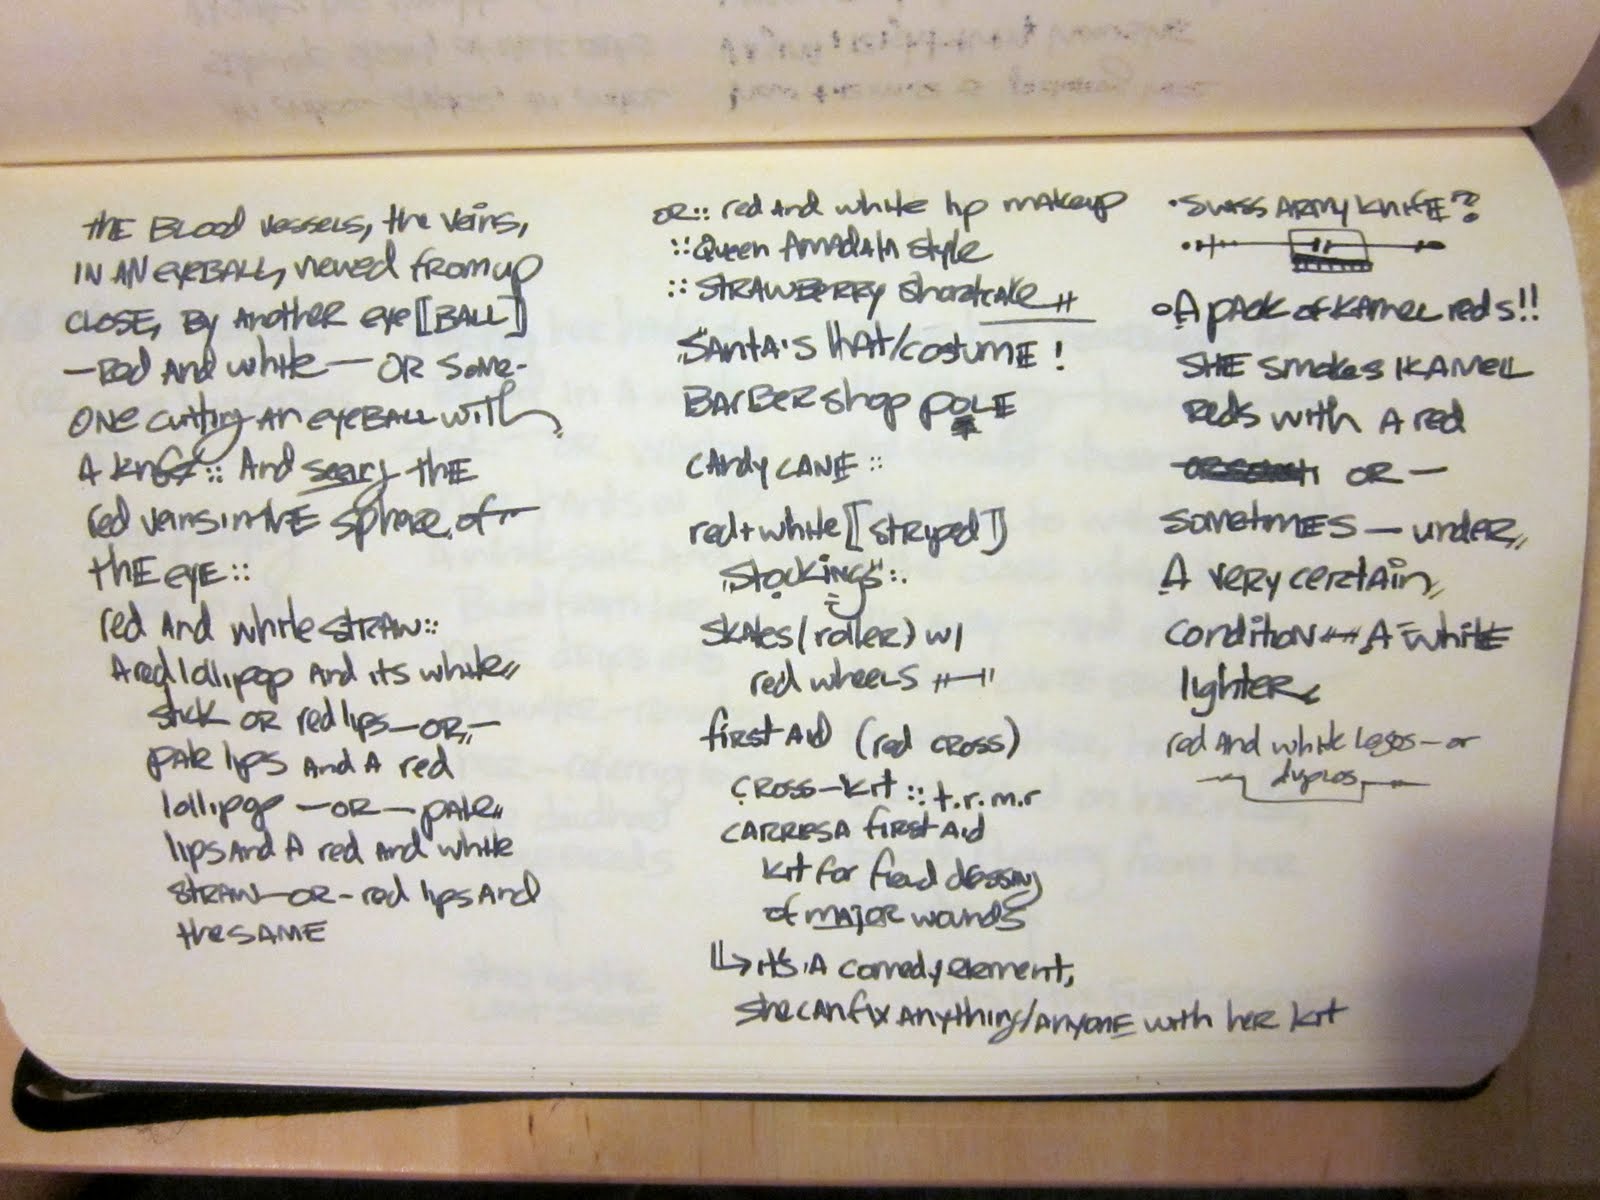 thE BLOOD vessels, the veins,
IN AN eyeBALL, viewed from up
CLOSE, By Another eye [BALL]
—Red And white — OR Some-
ONE cutting AN eyeBALL with
A knife :: And seeing thE
red veins in thE sphere of —
thE eye ::
red And white STRAW ::
A red lollipop And its white
stick OR red lips — OR —
pale lips And A red
lollipop — OR — pale
lips And A red And white
STRAW — OR — red lips And
the SAME
OR :: red And white lip makeup
:: Queen Amadala style
:: STRAWBERRY Shortcake
SAntA'S HAt/costumE !
BARBER shop POLE
CANdy CANE ::
red + white [stryped]
"Stockings" ::
Skates (roller) w/
red wheels
first AID (red cross)
CROSS-kit :: t.r.m.r
CARRIES A first AID
kit for field dressing
of MAJOR wounds
↳ it's A comedy element,
She CAN fix ANything/ANyONE with her kit
• Swiss ARMy KNIFE?
• A PACK of KAMEL reds!!
SHE smokes KAMEL
Reds with A red
OR —
SOMETIMES — under
A very certain
CONDITION A white
lighter
red And white Legos — or
duplos